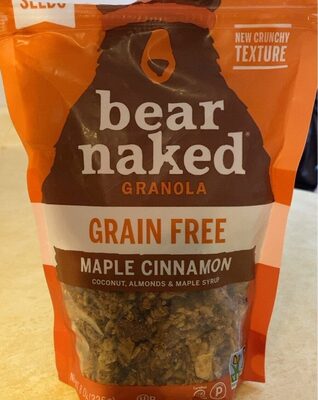 SEEDS
NEW CRUNCHY
TEXTURE
bear
naked®
GRANOLA
GRAIN FREE
MAPLE CINNAMON
COCONUT, ALMONDS & MAPLE SYRUP